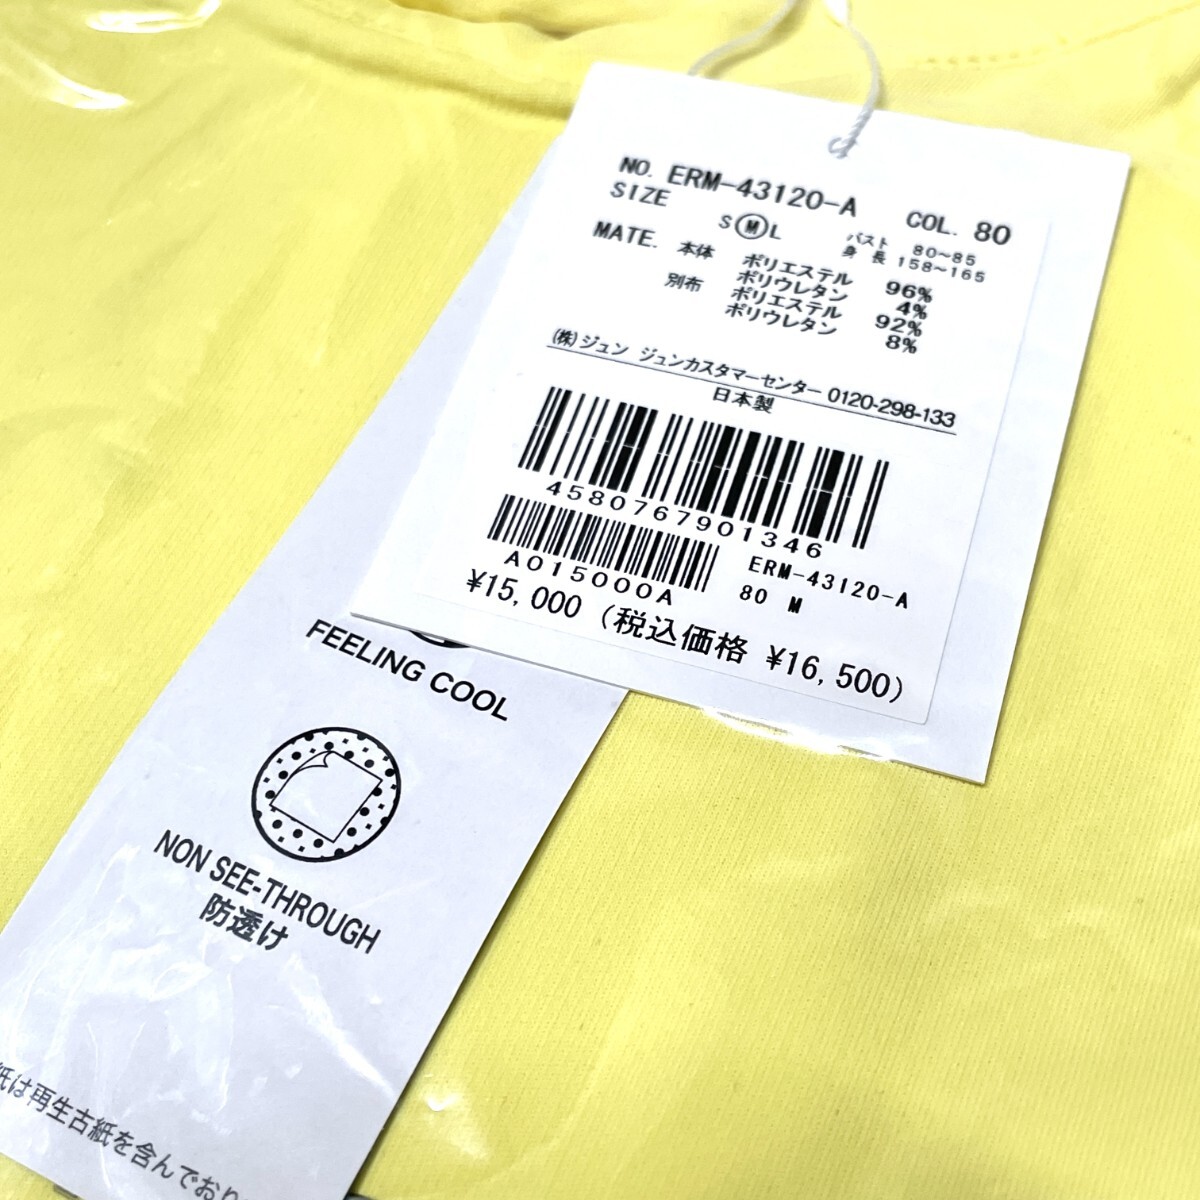 NO. ERM-43120-A COL. 80
SIZE S M L バスト 80~85
身長 158~165
MATE. 本体 ポリエステル 96%
ポリウレタン 4%
別布 ポリエステル 92%
ポリウレタン 8%
(株)ジュン ジュンカスタマーセンター 0120-298-133
日本製
4580767901346
A015000A
ERM-43120-A
80 M
¥15,000 (税込価格 ¥16,500)
FEELING COOL
NON SEE-THROUGH
防透け
紙は再生古紙を含んでおり